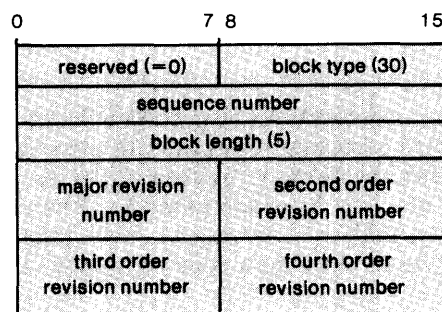 0 7 8 15
reserved (=0) block type (30)
sequence number
block length (5)
major revision second order
number revision number
third order fourth order
revision number revision number